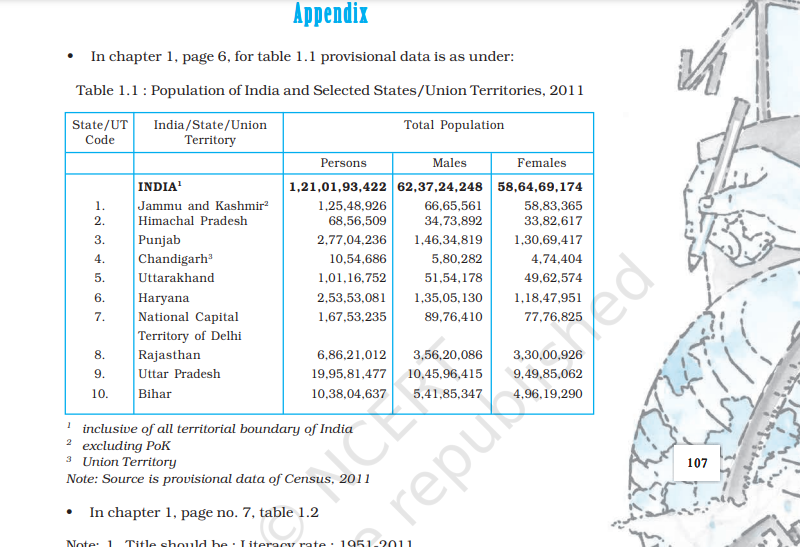 Appendix
• In chapter 1, page 6, for table 1.1 provisional data is as under:
Table 1.1 : Population of India and Selected States/Union Territories, 2011
State/UT Code India/State/Union Territory Total Population
Persons Males Females
INDIA¹ 1,21,01,93,422 62,37,24,248 58,64,69,174
1. Jammu and Kashmir² 1,25,48,926 66,65,561 58,83,365
2. Himachal Pradesh 68,56,509 34,73,892 33,82,617
3. Punjab 2,77,04,236 1,46,34,819 1,30,69,417
4. Chandigarh³ 10,54,686 5,80,282 4,74,404
5. Uttarakhand 1,01,16,752 51,54,178 49,62,574
6. Haryana 2,53,53,081 1,35,05,130 1,18,47,951
7. National Capital 1,67,53,235 89,76,410 77,76,825
Territory of Delhi
8. Rajasthan 6,86,21,012 3,56,20,086 3,30,00,926
9. Uttar Pradesh 19,95,81,477 10,45,96,415 9,49,85,062
10. Bihar 10,38,04,637 5,41,85,347 4,96,19,290
¹ inclusive of all territorial boundary of India
² excluding PoK
³ Union Territory
Note: Source is provisional data of Census, 2011
107
• In chapter 1, page no. 7, table 1.2
Note: 1. Title should be : Literacy rate : 1951-2011
N
© NCERT
e republished